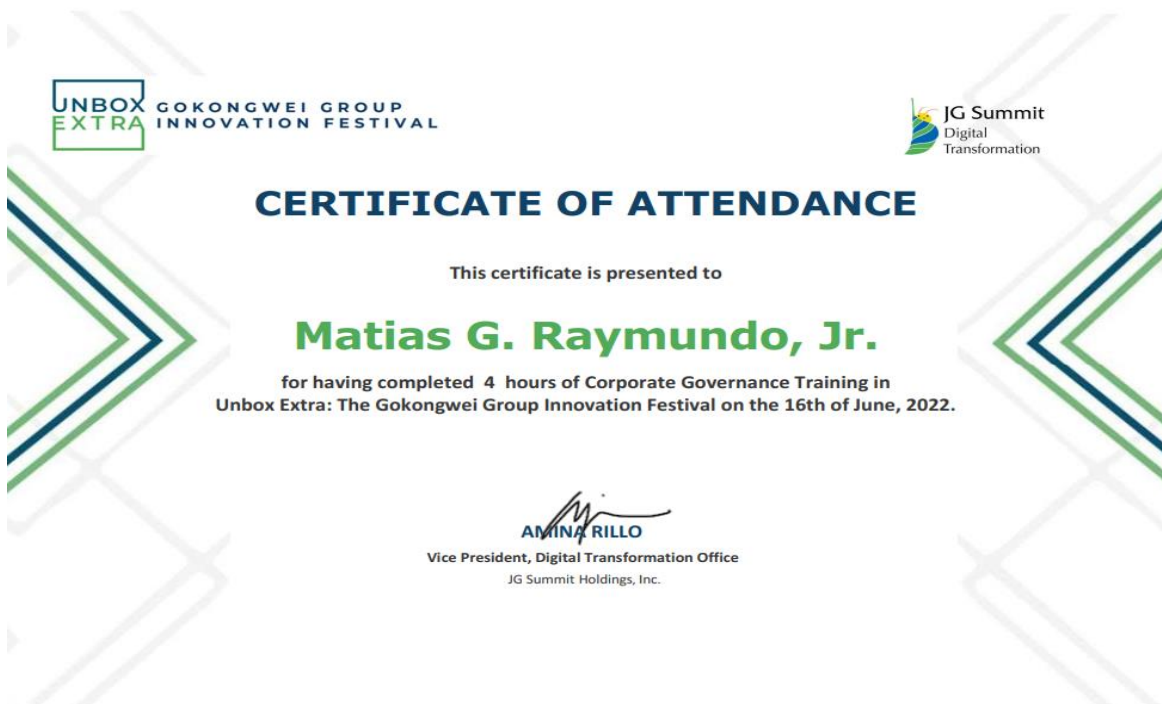 UNBOX EXTRA
GOKONGWEI GROUP
INNOVATION FESTIVAL
JG Summit
Digital
Transformation
CERTIFICATE OF ATTENDANCE
This certificate is presented to
Matias G. Raymundo, Jr.
for having completed 4 hours of Corporate Governance Training in
Unbox Extra: The Gokongwei Group Innovation Festival on the 16th of June, 2022.
AMINA RILLO
Vice President, Digital Transformation Office
JG Summit Holdings, Inc.